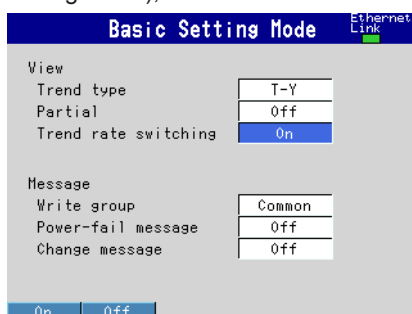 Basic Setting Mode
Ethernet
Link
View
Trend type T-Y
Partial Off
Trend rate switching On
Message
Write group Common
Power-fail message Off
Change message Off
On Off